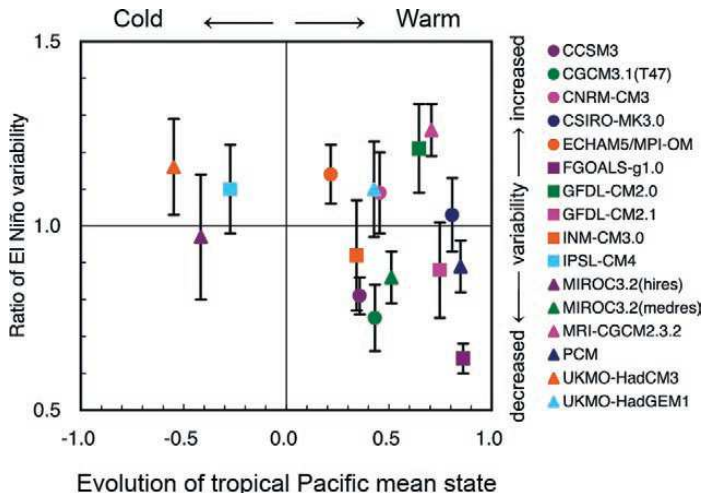 Cold ← → Warm
1.5
1.0
0.5
-1.0 -0.5 0.0 0.5 1.0
Ratio of El Niño variability
Evolution of tropical Pacific mean state
decreased ← variability → increased
CCSM3
CGCM3.1(T47)
CNRM-CM3
CSIRO-MK3.0
ECHAM5/MPI-OM
FGOALS-g1.0
GFDL-CM2.0
GFDL-CM2.1
INM-CM3.0
IPSL-CM4
MIROC3.2(hires)
MIROC3.2(medres)
MRI-CGCM2.3.2
PCM
UKMO-HadCM3
UKMO-HadGEM1